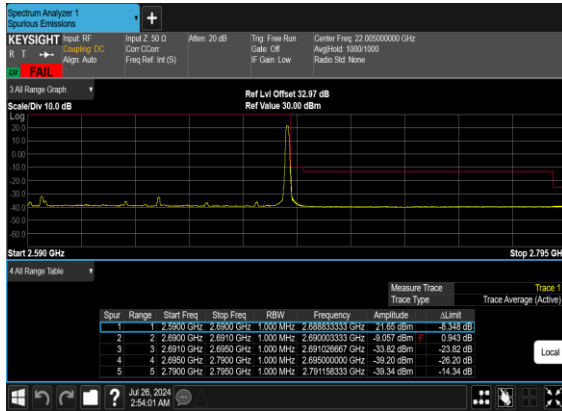 Spectrum Analyzer 1
Spurious Emissions
KEYSIGHT Input: RF Input Z: 50 Ω Atten: 20 dB Trig: Free Run Center Freq: 22.005000000 GHz
R T Coupling: DC Corr CCorr Gate: Off Avg|Hold: 1000/1000
Align: Auto Freq Ref: Int (S) IF Gain: Low Radio Std: None
LV FAIL
3 All Range Graph
Ref Lvl Offset 32.97 dB
Scale/Div 10.0 dB Ref Value 30.00 dBm
Log
20.0
10.0
0.00
-10.0
-20.0
-30.0
-40.0
-50.0
-60.0
Start 2.590 GHz Stop 2.795 GH
4 All Range Table
Measure Trace Trace 1
Trace Type Trace Average (Active)
Spur Range Start Freq Stop Freq RBW Frequency Amplitude ΔLimit
1 1 2.5900 GHz 2.6900 GHz 1.000 MHz 2.688833333 GHz 21.65 dBm -8.348 dB
2 2 2.6900 GHz 2.6910 GHz 1.000 MHz 2.690003333 GHz -9.057 dBm F 0.943 dB
3 3 2.6910 GHz 2.6950 GHz 1.000 MHz 2.691026667 GHz -33.82 dBm -23.82 dB
4 4 2.6950 GHz 2.7900 GHz 1.000 MHz 2.695000000 GHz -39.20 dBm -26.20 dB
5 5 2.7900 GHz 2.7950 GHz 1.000 MHz 2.791158333 GHz -39.34 dBm -14.34 dB
Local
? Jul 26, 2024
2:54:01 AM